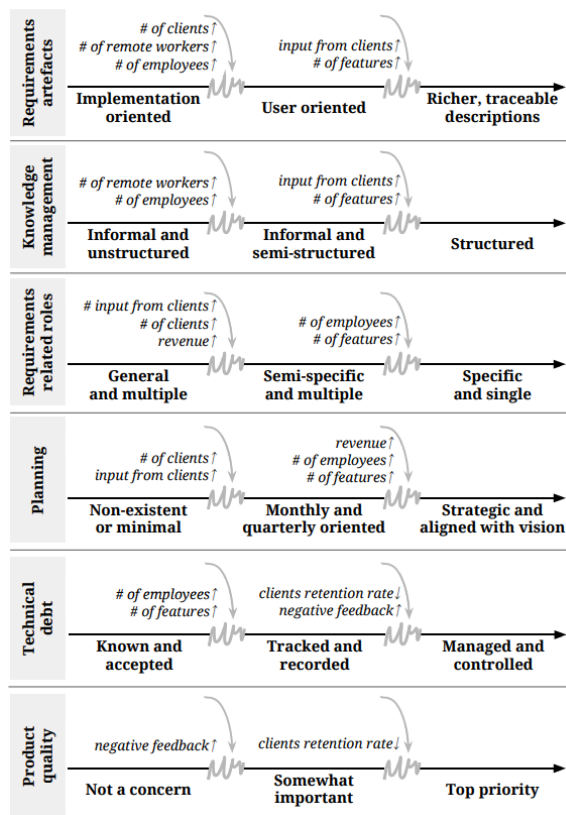 Requirements
artefacts
# of clients↑
# of remote workers↑
# of employees↑
input from clients↑
# of features↑
Implementation
oriented
User oriented
Richer, traceable
descriptions
Knowledge
management
# of remote workers↑
# of employees↑
input from clients↑
# of features↑
Informal and
unstructured
Informal and
semi-structured
Structured
Requirements
related roles
# input from clients↑
# of clients↑
revenue↑
# of employees↑
# of features↑
General
and multiple
Semi-specific
and multiple
Specific
and single
Planning
# of clients↑
input from clients↑
revenue↑
# of employees↑
# of features↑
Non-existent
or minimal
Monthly and
quarterly oriented
Strategic and
aligned with vision
Technical
debt
# of employees↑
# of features↑
clients retention rate↓
negative feedback↑
Known and
accepted
Tracked and
recorded
Managed and
controlled
Product
quality
negative feedback↑
clients retention rate↓
Not a concern
Somewhat
important
Top priority